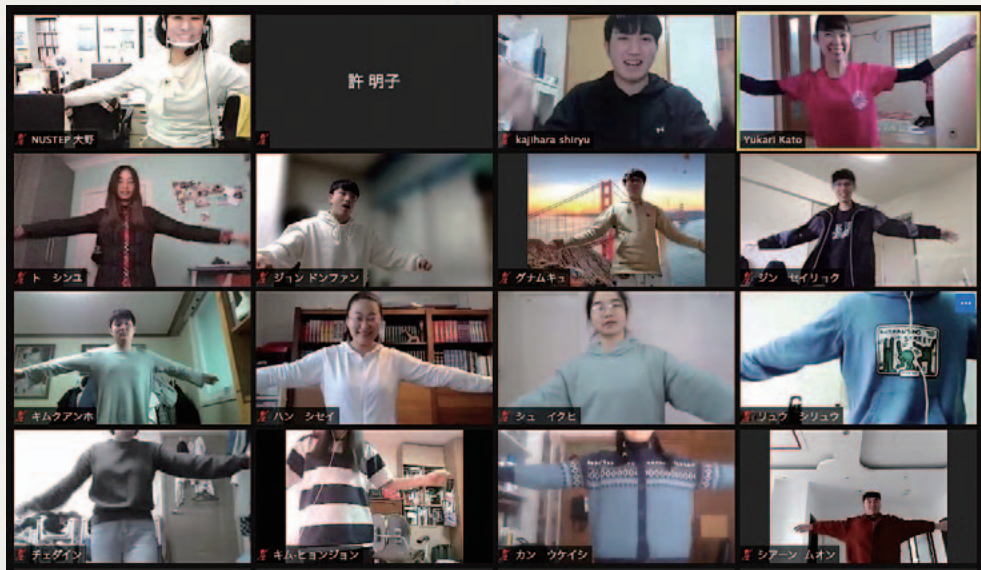 NUSTEP 大野
許 明子
kajihara shiryu
Yukari Kato
ト シンユ
ジョン ドンファン
グナムギュ
ジン セイリョク
キムクアンホ
ハン シセイ
シュ イクヒ
リュウ シリュウ
チェダイン
キム・ヒョンジョン
カン ウケイシ
シアーン ムオン